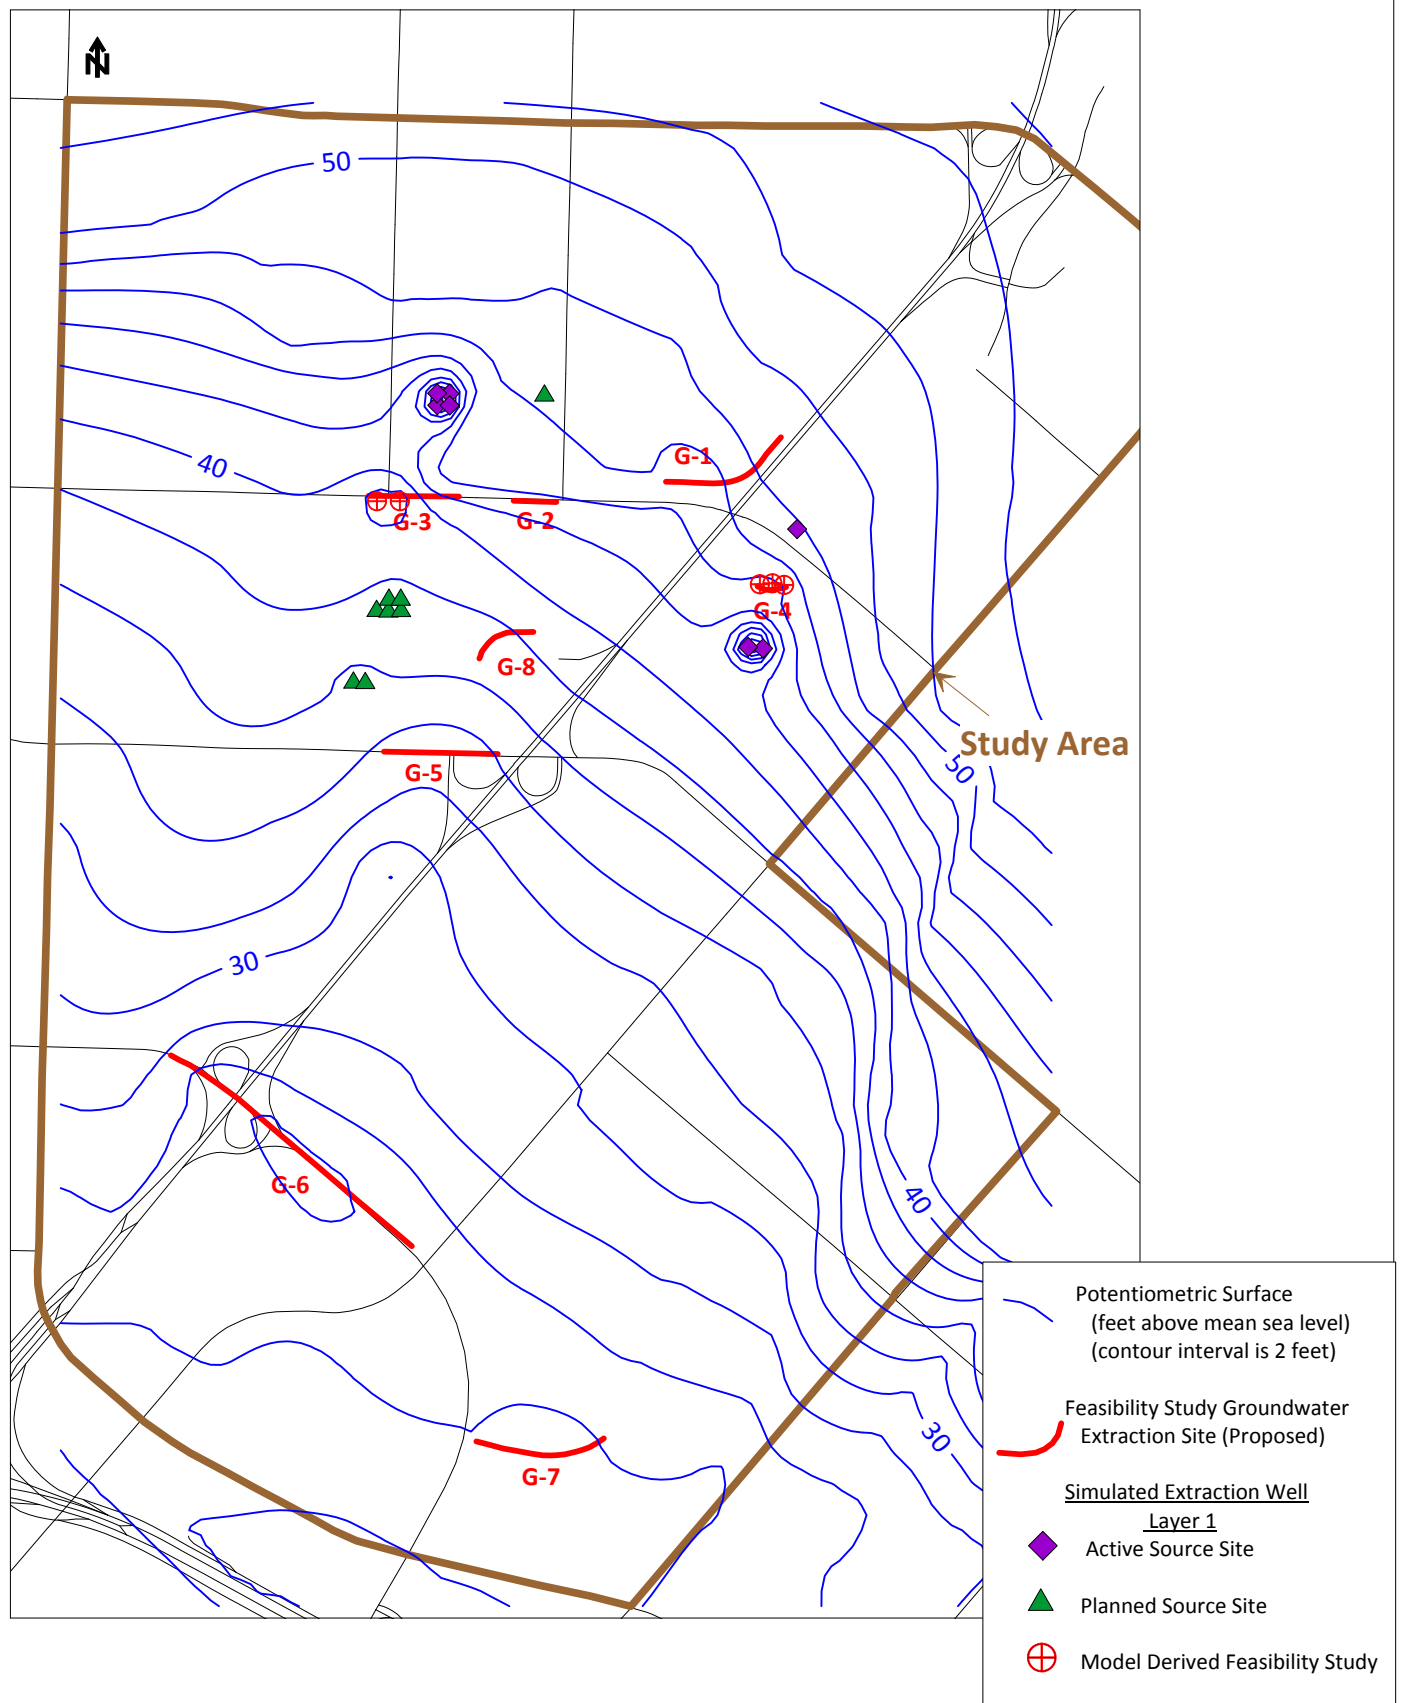 N
50
40
G-1
G-3
G-2
G-4
G-8
Study Area
50
G-5
30
G-6
40
30
G-7
Potentiometric Surface
(feet above mean sea level)
(contour interval is 2 feet)
Feasibility Study Groundwater
Extraction Site (Proposed)
Simulated Extraction Well
Layer 1
Active Source Site
Planned Source Site
Model Derived Feasibility Study